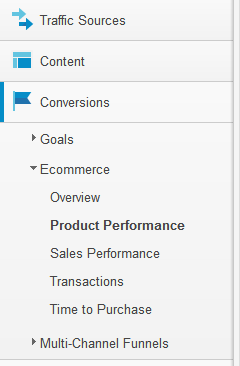 Traffic Sources
Content
Conversions
Goals
Ecommerce
Overview
Product Performance
Sales Performance
Transactions
Time to Purchase
Multi-Channel Funnels